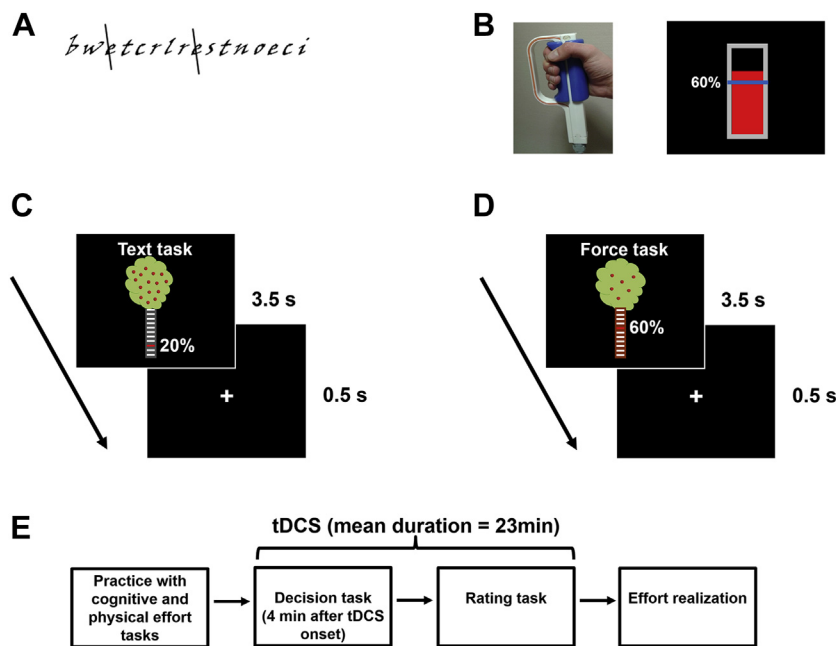 A
bwetcrlrestnoeci
B
60%
C
Text task
20%
3.5 s
+
0.5 s
D
Force task
60%
3.5 s
+
0.5 s
E
tDCS (mean duration = 23min)
Practice with
cognitive and
physical effort
tasks
Decision task
(4 min after tDCS
onset)
Rating task
Effort realization